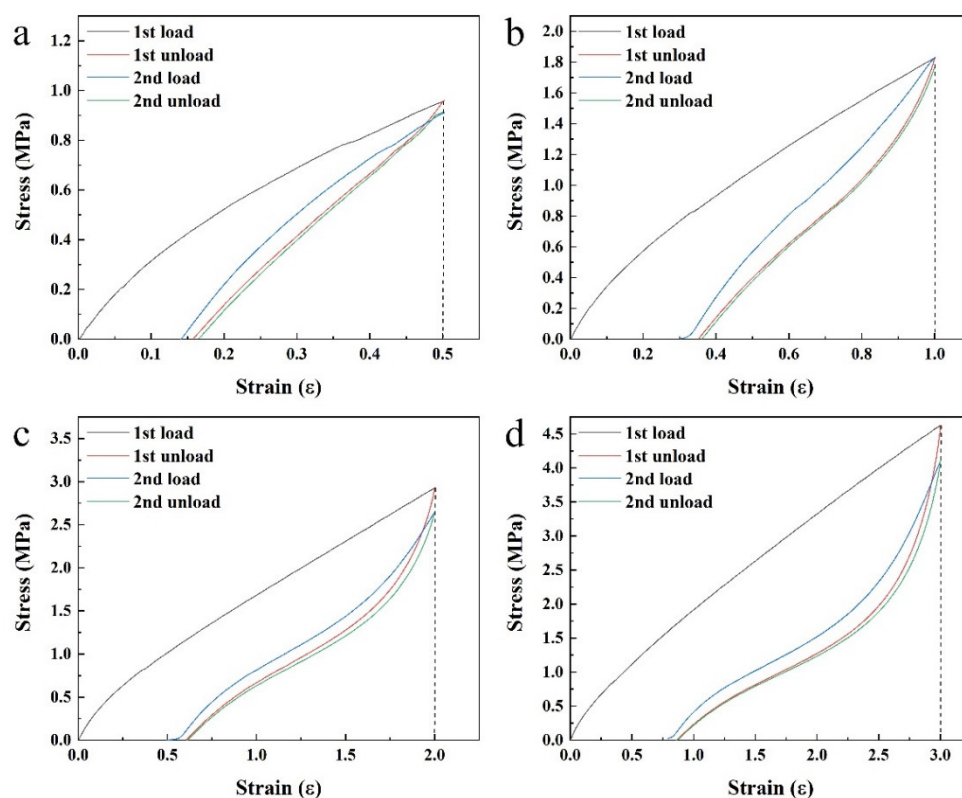 a
1st load
1st unload
2nd load
2nd unload
Stress (MPa)
1.2
1.0
0.8
0.6
0.4
0.2
0.0
0.0 0.1 0.2 0.3 0.4 0.5
Strain (ε)
b
1st load
1st unload
2nd load
2nd unload
Stress (MPa)
2.0
1.8
1.6
1.4
1.2
1.0
0.8
0.6
0.4
0.2
0.0
0.0 0.2 0.4 0.6 0.8 1.0
Strain (ε)
c
1st load
1st unload
2nd load
2nd unload
Stress (MPa)
3.5
3.0
2.5
2.0
1.5
1.0
0.5
0.0
0.0 0.5 1.0 1.5 2.0
Strain (ε)
d
1st load
1st unload
2nd load
2nd unload
Stress (MPa)
4.5
4.0
3.5
3.0
2.5
2.0
1.5
1.0
0.5
0.0
0.0 0.5 1.0 1.5 2.0 2.5 3.0
Strain (ε)